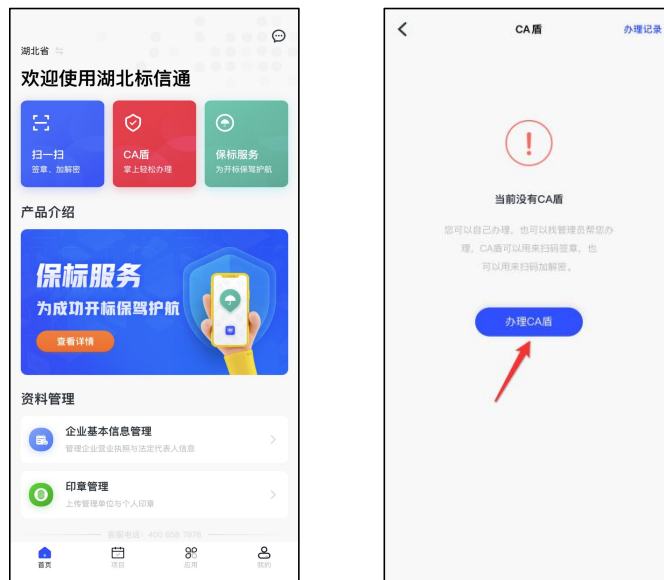 湖北省
欢迎使用湖北标信通
扫一扫
签章、加解密
CA盾
掌上轻松办理
保标服务
为开标保驾护航
产品介绍
保标服务
为成功开标保驾护航
查看详情
资料管理
企业基本信息管理
管理企业营业执照与法定代表人信息
印章管理
上传管理单位与个人印章
客服电话：400 658 7878
首页
项目
应用
我的
CA盾
办理记录
当前没有CA盾
您可以自己办理，也可以找管理员帮您办
理，CA盾可以用来扫码签章，也
可以用来扫码加解密。
办理CA盾